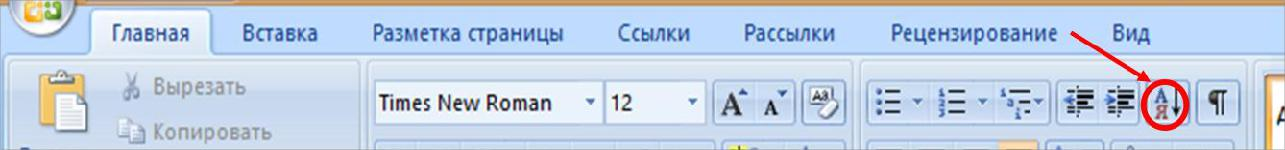 Главная Вставка Разметка страницы Ссылки Рассылки Рецензирование Вид
Вырезать
Times New Roman 12
Копировать